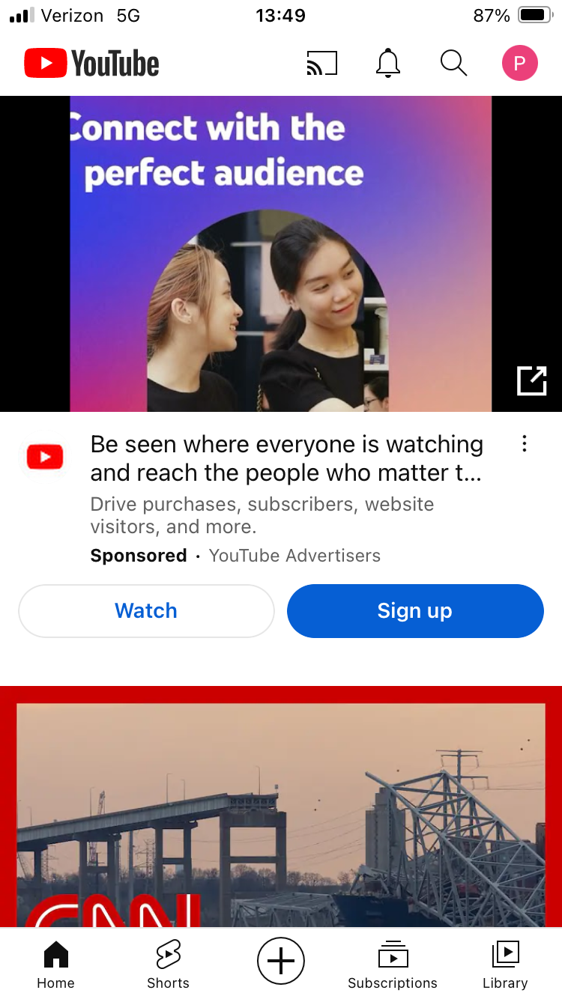 Verizon 5G 13:49 87%
YouTube P
Connect with the
perfect audience
Be seen where everyone is watching
and reach the people who matter t...
Drive purchases, subscribers, website
visitors, and more.
Sponsored · YouTube Advertisers
Watch Sign up
CNN
Home Shorts Subscriptions Library